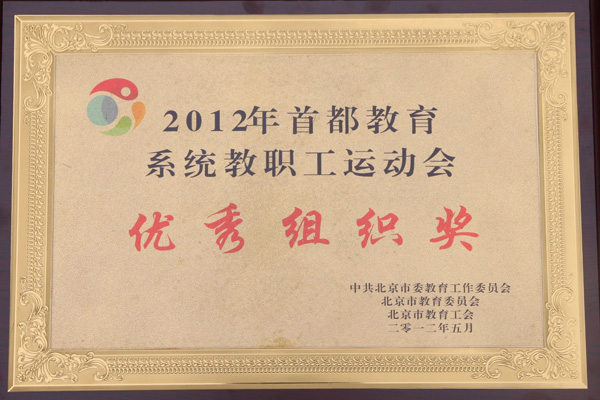 2012年首都教育
系统教职工运动会
优秀组织奖
中共北京市委教育工作委员会
北京市教育委员会
北京市教育工会
二零一二年五月